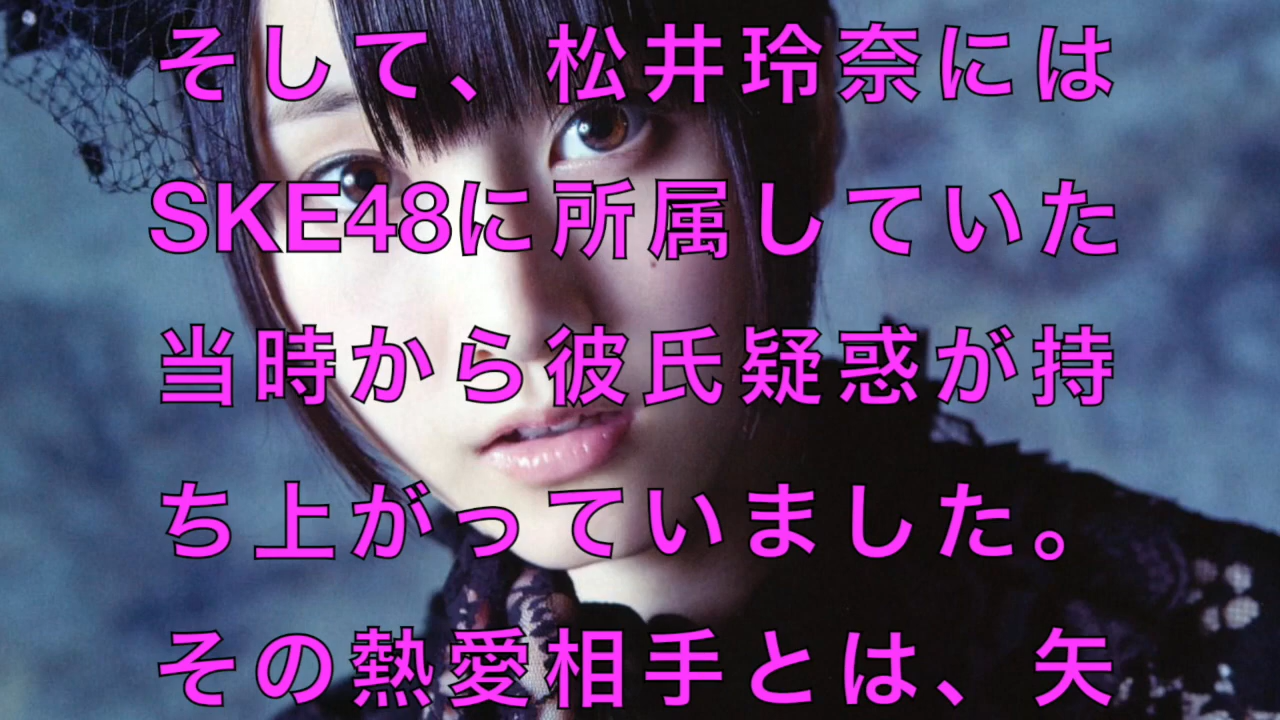 そして、松井玲奈には
SKE48に所属していた
当時から彼氏疑惑が持
ち上がっていました。
その熱愛相手とは、矢